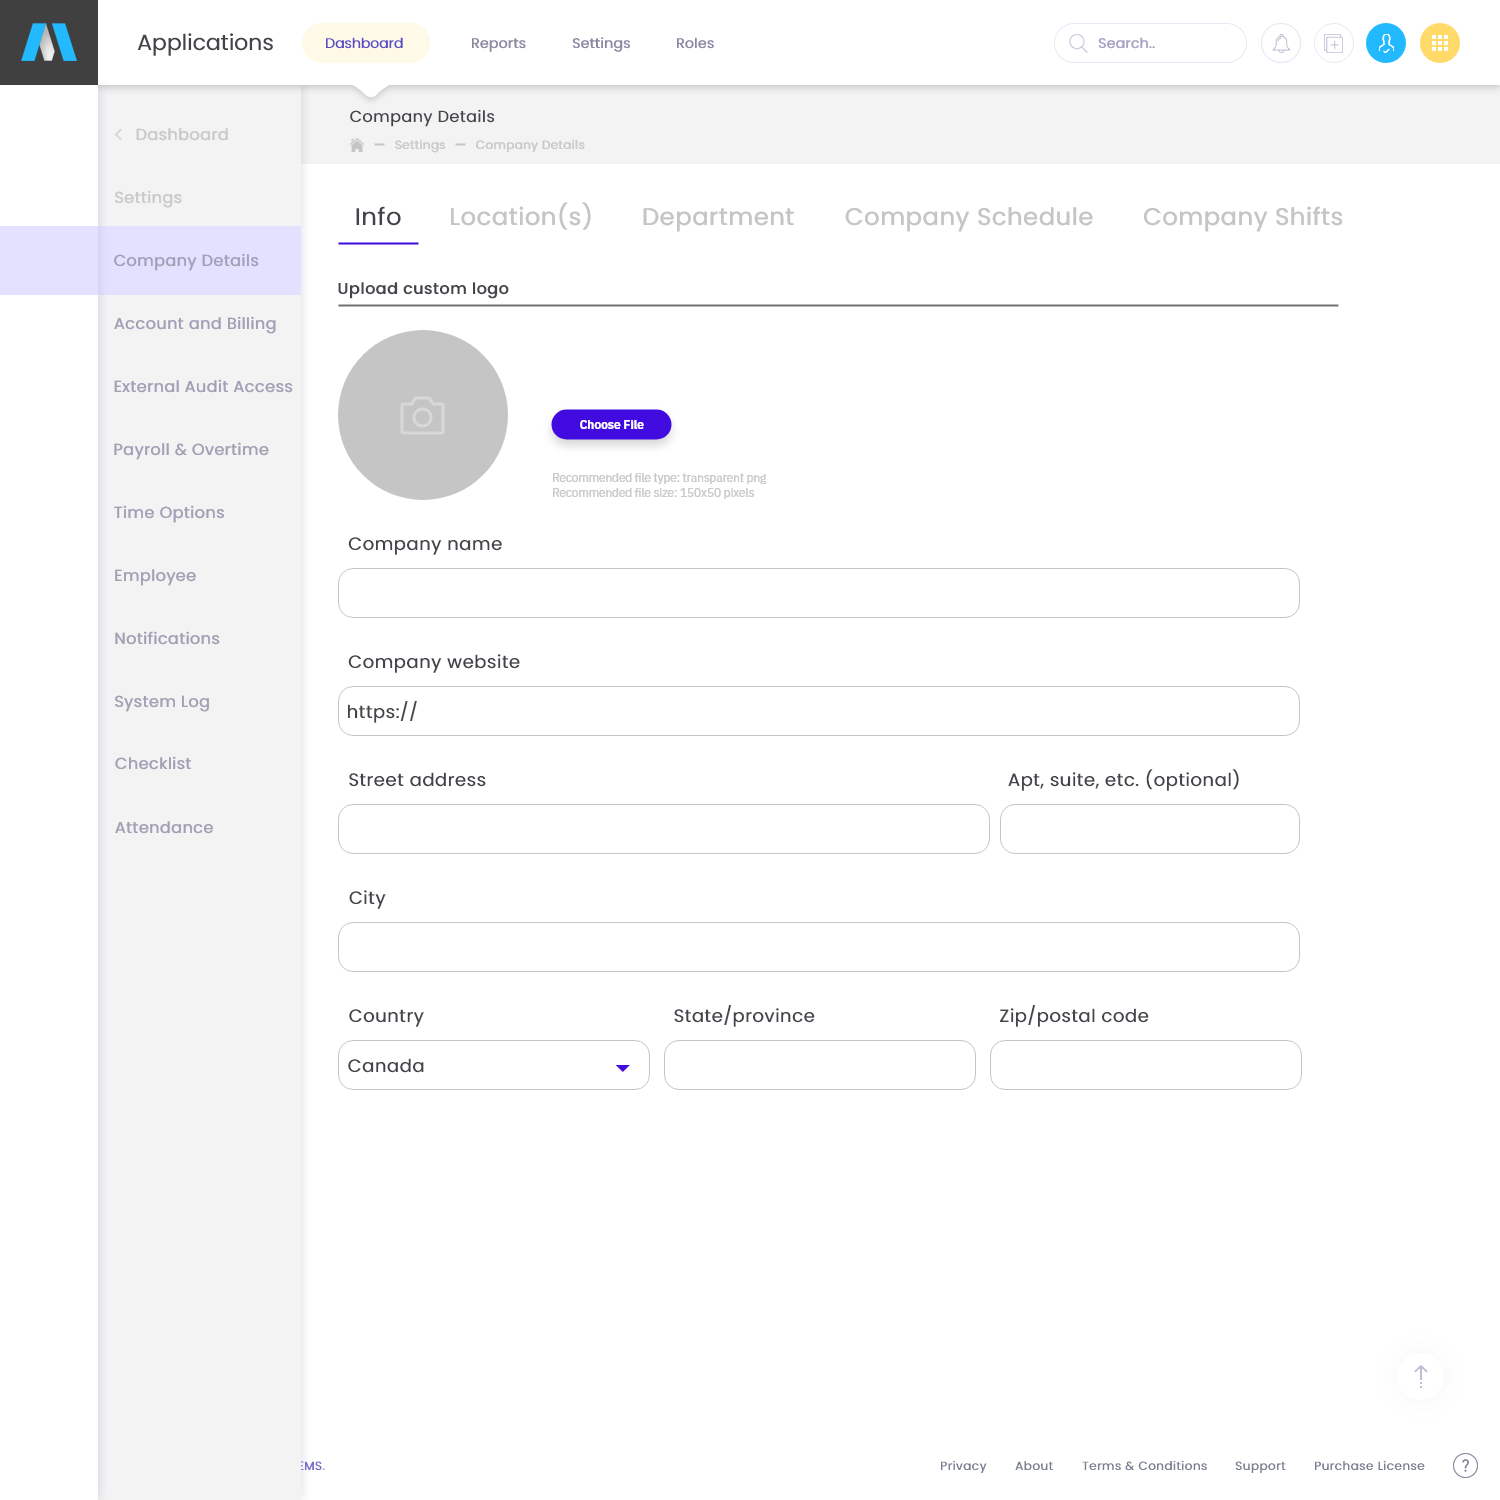 Applications
Dashboard
Reports
Settings
Roles
Search..
Dashboard
Settings
Company Details
Account and Billing
External Audit Access
Payroll & Overtime
Time Options
Employee
Notifications
System Log
Checklist
Attendance
Company Details
Settings
Company Details
Info
Location(s)
Department
Company Schedule
Company Shifts
Upload custom logo
Choose File
Recommended file type: transparent png
Recommended file size: 150x50 pixels
Company name
Company website
https://
Street address
Apt, suite, etc. (optional)
City
Country
State/province
Zip/postal code
Canada
EMS.
Privacy
About
Terms & Conditions
Support
Purchase License
?